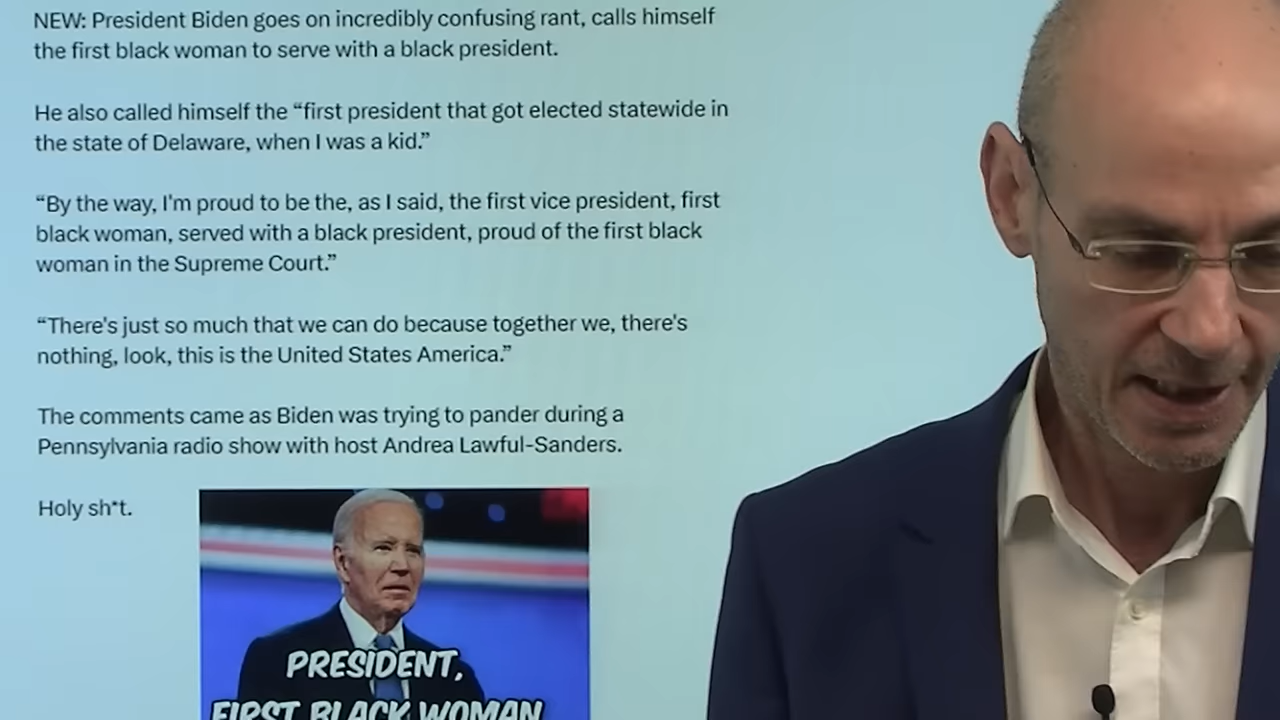 NEW: President Biden goes on incredibly confusing rant, calls himself
the first black woman to serve with a black president.
He also called himself the “first president that got elected statewide in
the state of Delaware, when I was a kid.”
“By the way, I'm proud to be the, as I said, the first vice president, first
black woman, served with a black president, proud of the first black
woman in the Supreme Court.”
“There's just so much that we can do because together we, there's
nothing, look, this is the United States America.”
The comments came as Biden was trying to pander during a
Pennsylvania radio show with host Andrea Lawful-Sanders.
Holy sh*t.
PRESIDENT,
FIRST BLACK WOMAN